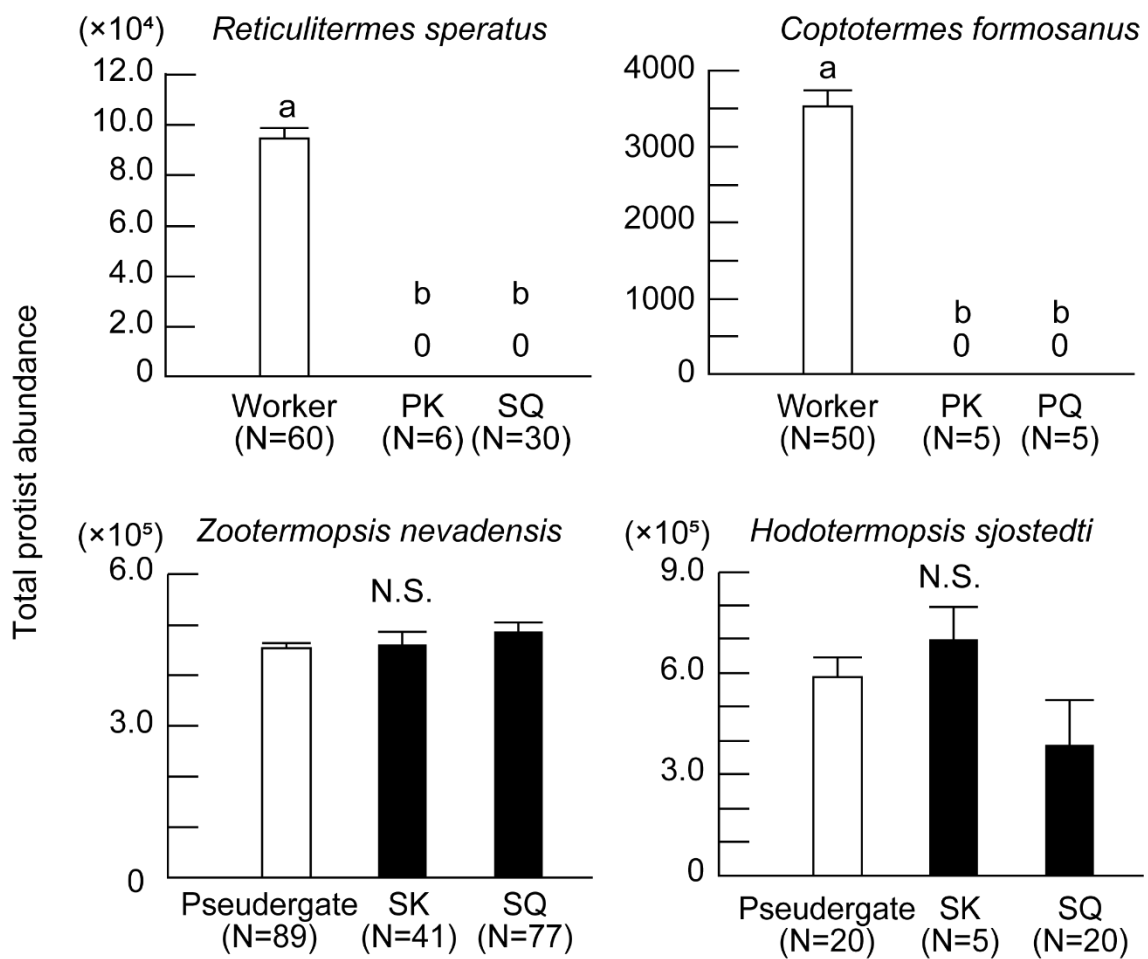 Total protist abundance
(×10⁴) Reticulitermes speratus
12.0
10.0
8.0
6.0
4.0
2.0
0
a
b
0
b
0
Worker PK SQ
(N=60) (N=6) (N=30)
Coptotermes formosanus
4000
3000
2000
1000
0
a
b
0
b
0
Worker PK PQ
(N=50) (N=5) (N=5)
(×10⁵) Zootermopsis nevadensis
6.0
3.0
0
N.S.
Pseudergate SK SQ
(N=89) (N=41) (N=77)
(×10⁵) Hodotermopsis sjostedti
9.0
6.0
3.0
0
N.S.
Pseudergate SK SQ
(N=20) (N=5) (N=20)